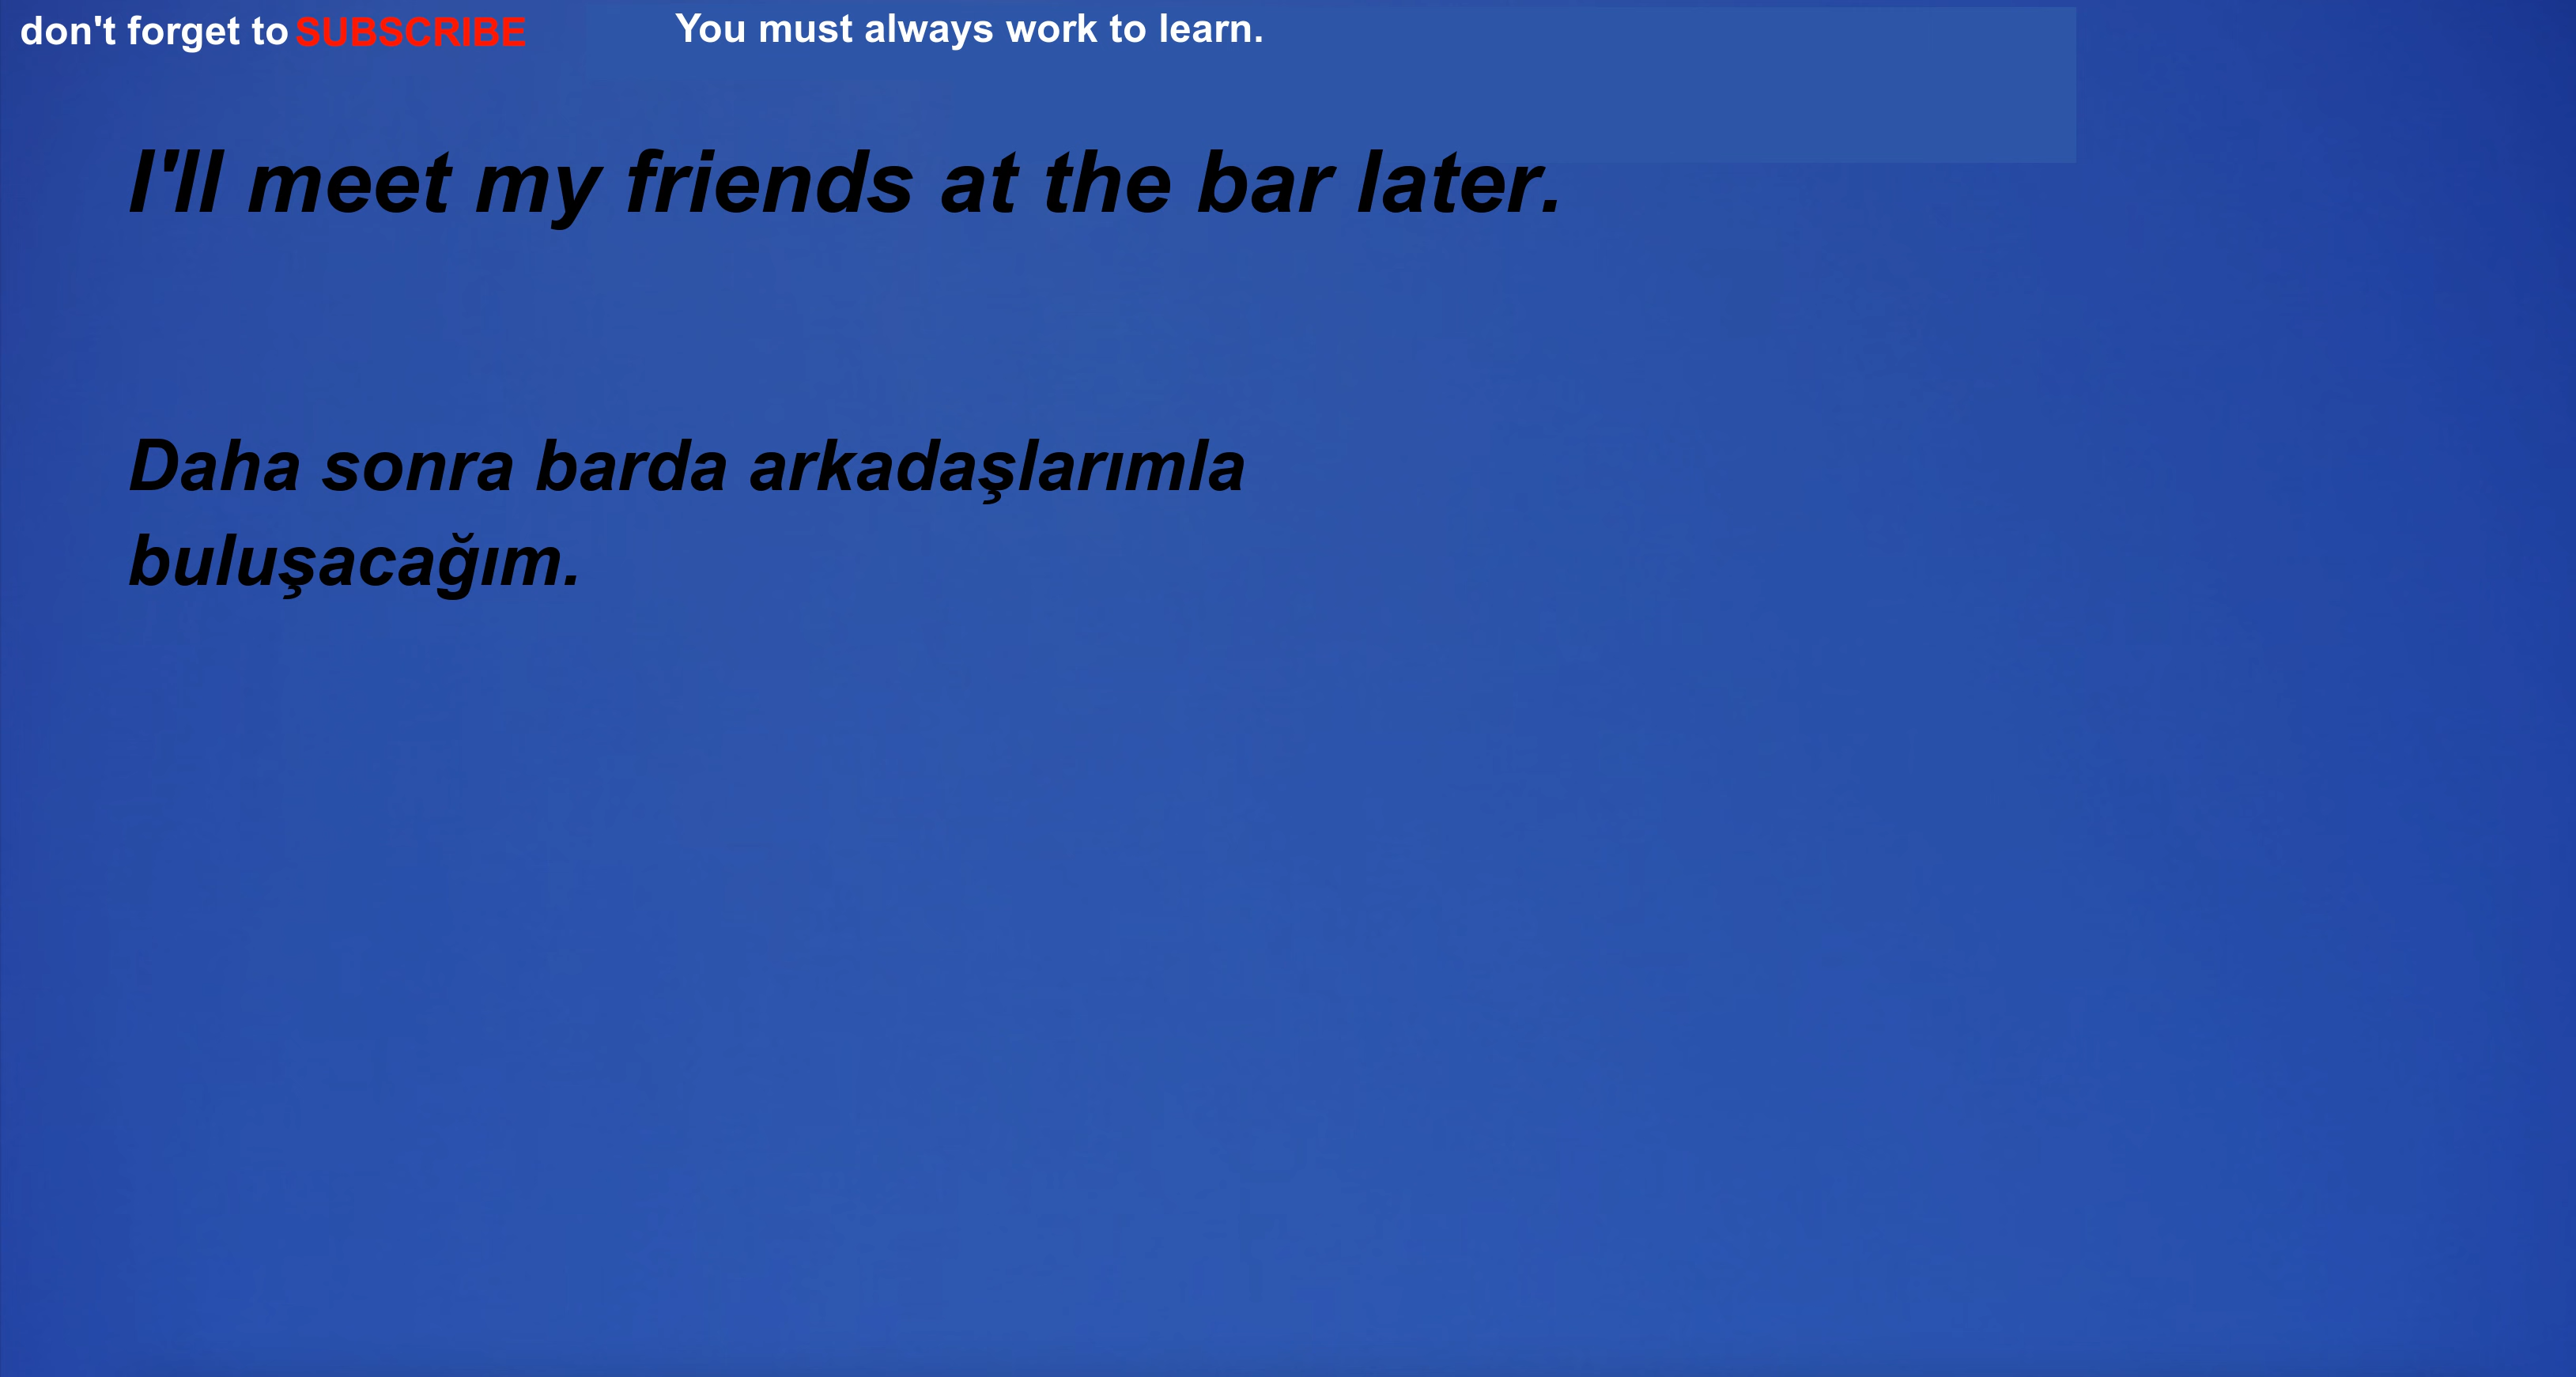 don't forget to SUBSCRIBE
You must always work to learn.
I'll meet my friends at the bar later.
Daha sonra barda arkadaşlarımla
buluşacağım.